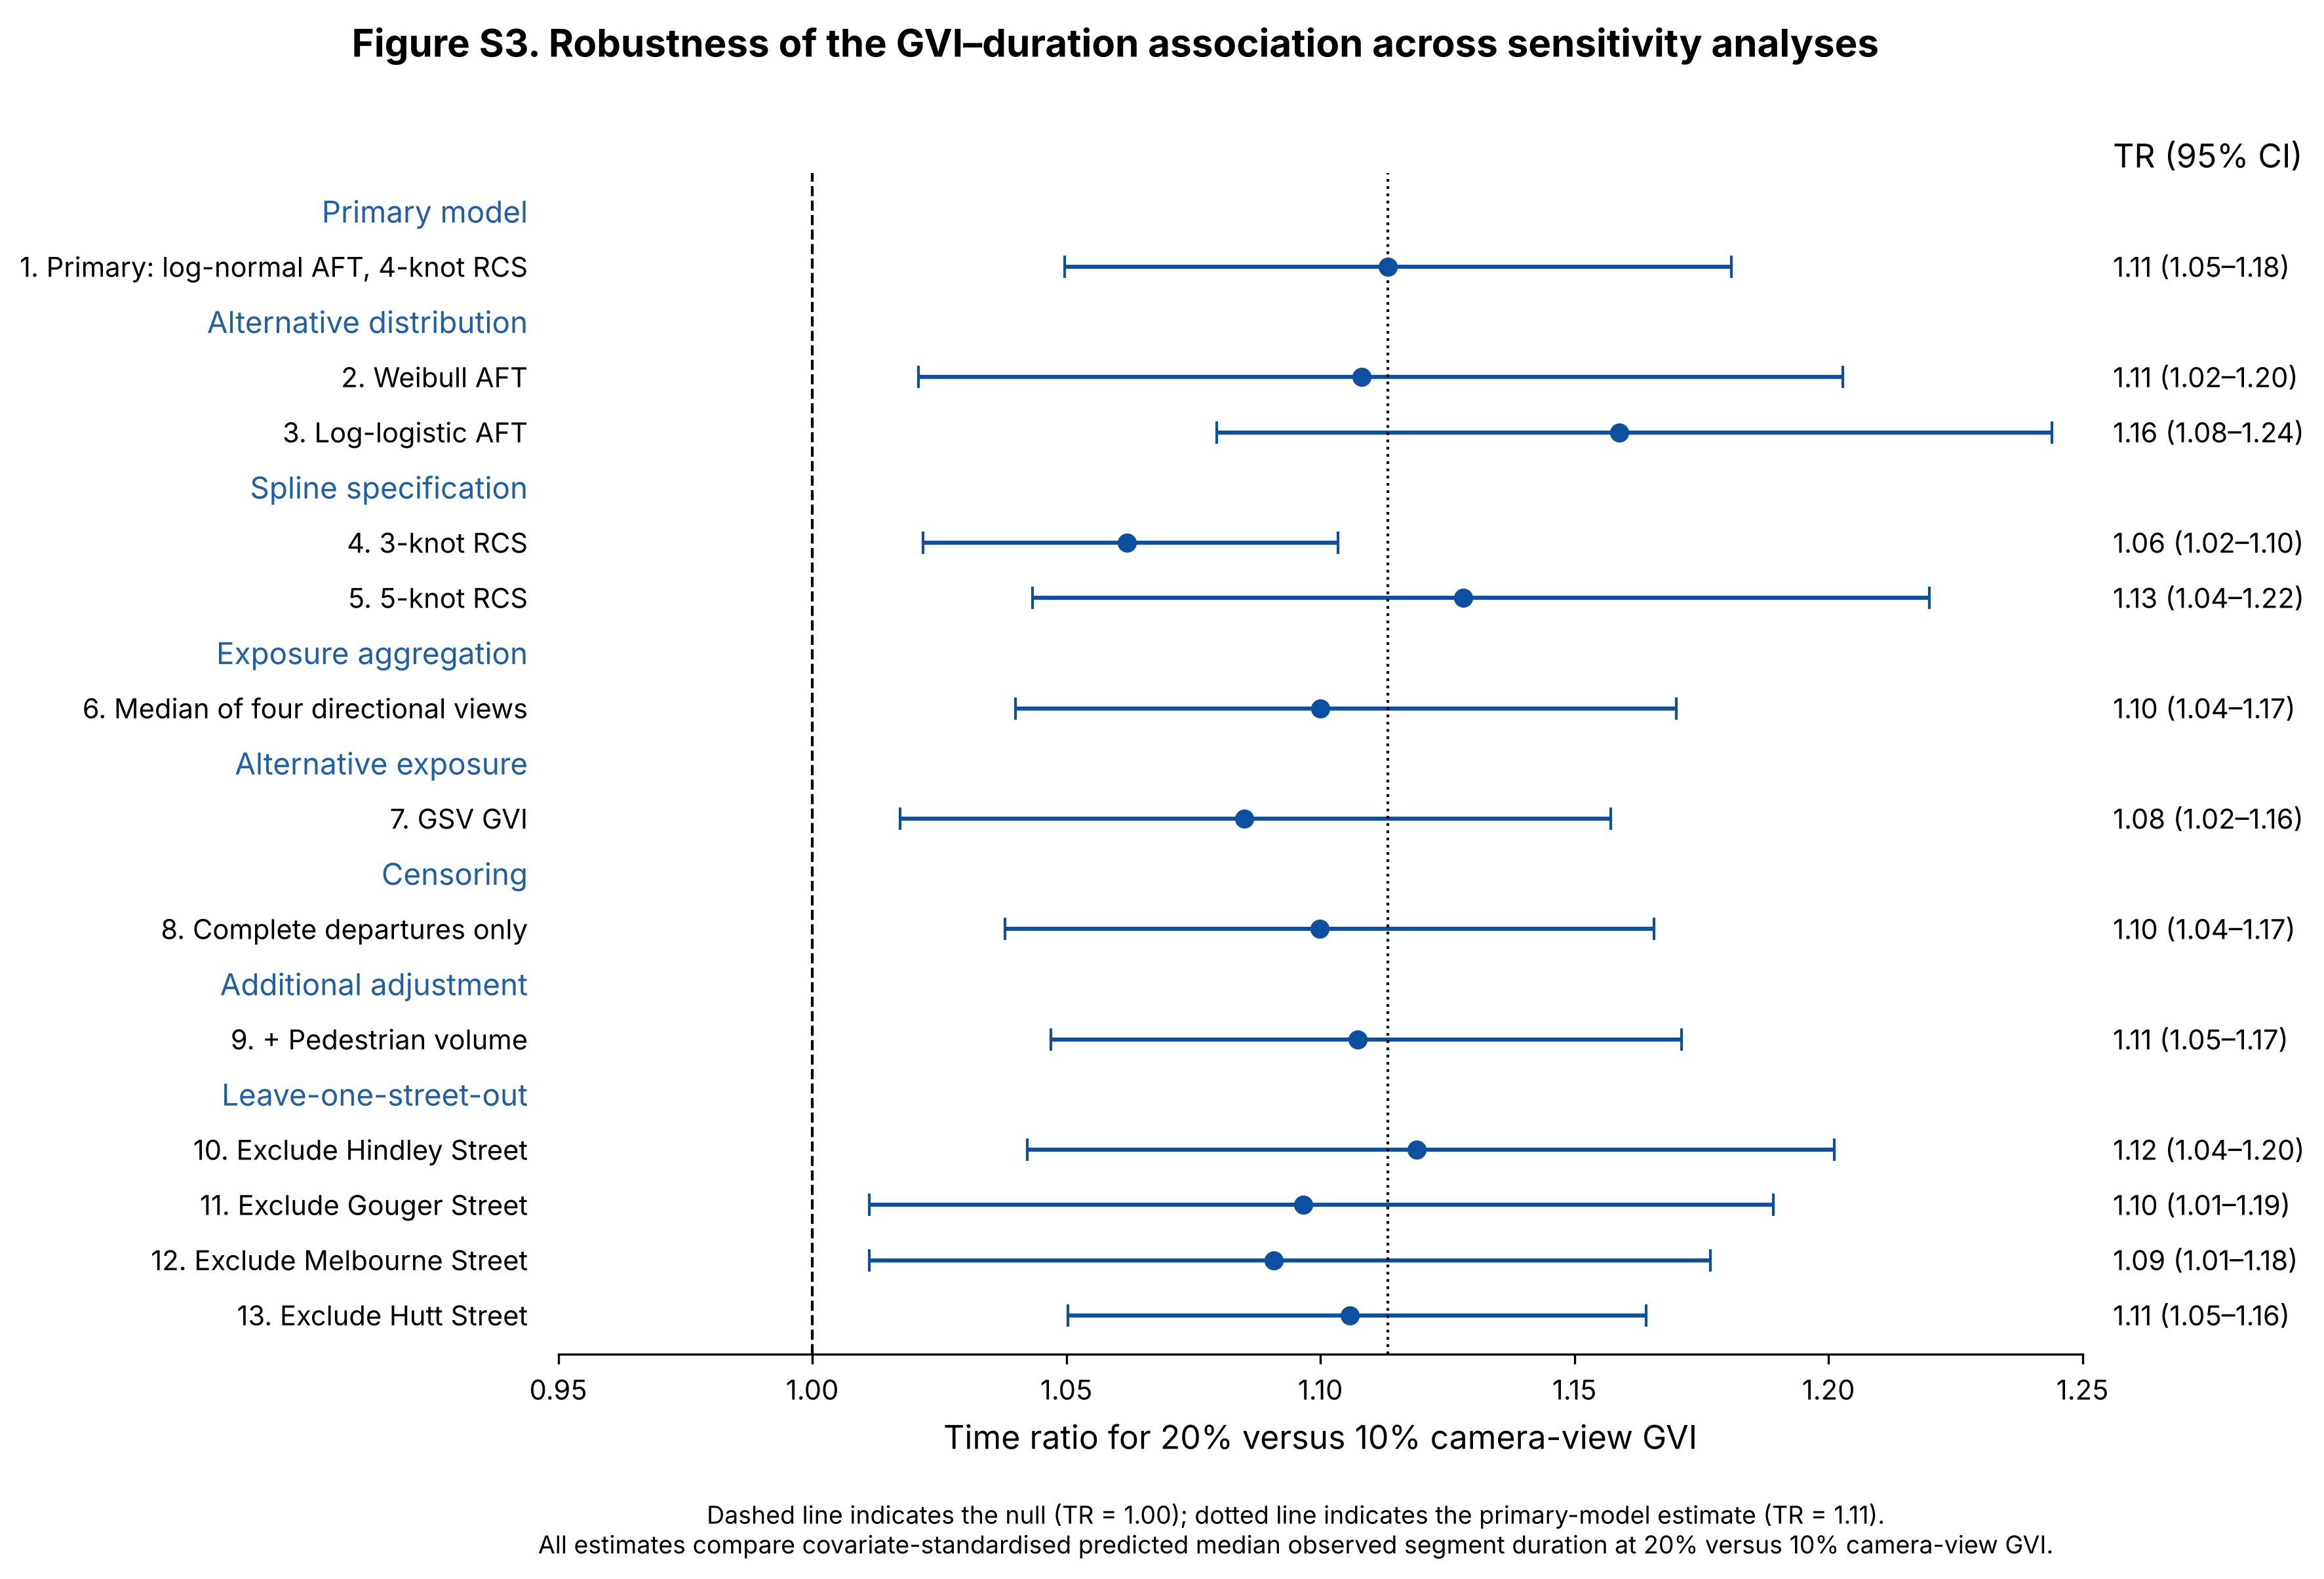 Figure S3. Robustness of the GVI–duration association across sensitivity analyses
TR (95% CI)
Primary model
1. Primary: log-normal AFT, 4-knot RCS 1.11 (1.05–1.18)
Alternative distribution
2. Weibull AFT 1.11 (1.02–1.20)
3. Log-logistic AFT 1.16 (1.08–1.24)
Spline specification
4. 3-knot RCS 1.06 (1.02–1.10)
5. 5-knot RCS 1.13 (1.04–1.22)
Exposure aggregation
6. Median of four directional views 1.10 (1.04–1.17)
Alternative exposure
7. GSV GVI 1.08 (1.02–1.16)
Censoring
8. Complete departures only 1.10 (1.04–1.17)
Additional adjustment
9. + Pedestrian volume 1.11 (1.05–1.17)
Leave-one-street-out
10. Exclude Hindley Street 1.12 (1.04–1.20)
11. Exclude Gouger Street 1.10 (1.01–1.19)
12. Exclude Melbourne Street 1.09 (1.01–1.18)
13. Exclude Hutt Street 1.11 (1.05–1.16)
0.95 1.00 1.05 1.10 1.15 1.20 1.25
Time ratio for 20% versus 10% camera-view GVI
Dashed line indicates the null (TR = 1.00); dotted line indicates the primary-model estimate (TR = 1.11).
All estimates compare covariate-standardised predicted median observed segment duration at 20% versus 10% camera-view GVI.